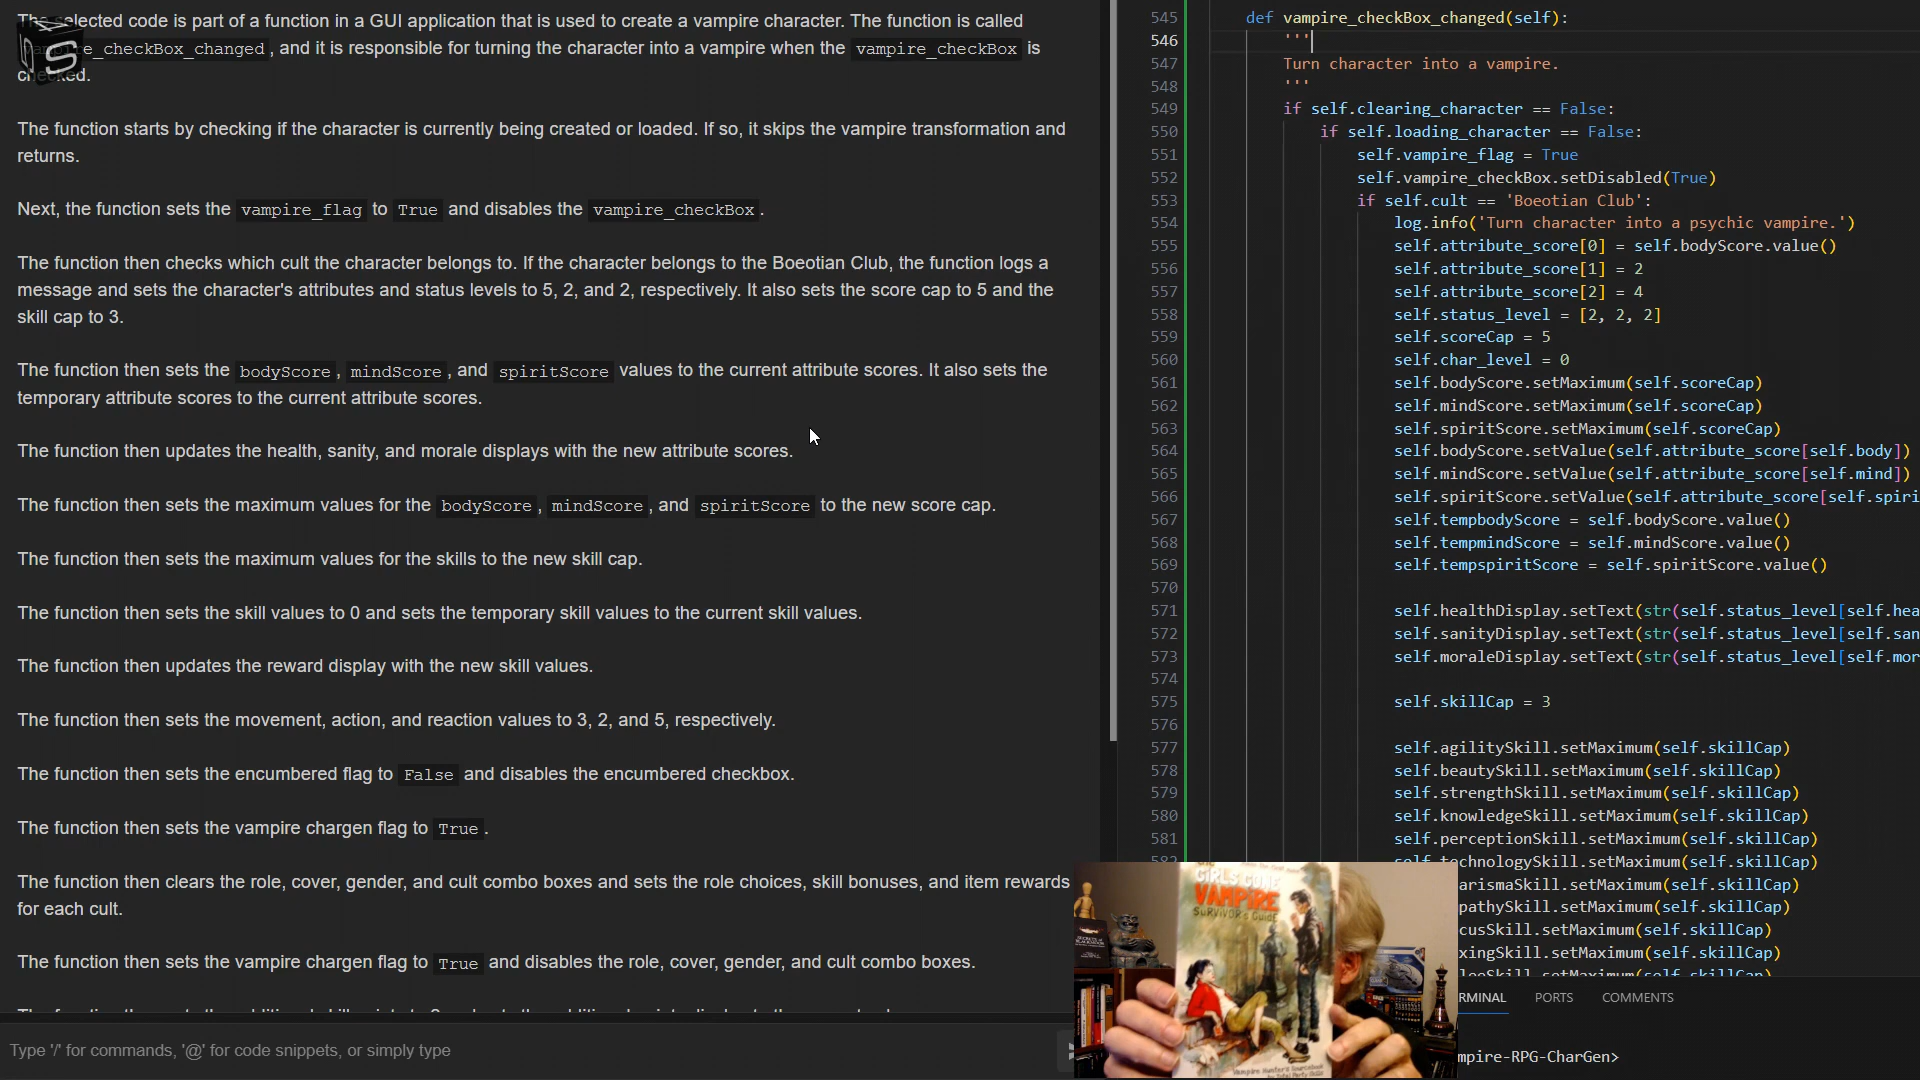 The selected code is part of a function in a GUI application that is used to create a vampire character. The function is called
vampire_checkBox_changed, and it is responsible for turning the character into a vampire when the vampire_checkBox is
checked.
The function starts by checking if the character is currently being created or loaded. If so, it skips the vampire transformation and
returns.
Next, the function sets the vampire_flag to True and disables the vampire_checkBox.
The function then checks which cult the character belongs to. If the character belongs to the Boeotian Club, the function logs a
message and sets the character's attributes and status levels to 5, 2, and 2, respectively. It also sets the score cap to 5 and the
skill cap to 3.
The function then sets the bodyScore, mindScore, and spiritScore values to the current attribute scores. It also sets the
temporary attribute scores to the current attribute scores.
The function then updates the health, sanity, and morale displays with the new attribute scores.
The function then sets the maximum values for the bodyScore, mindScore, and spiritScore to the new score cap.
The function then sets the maximum values for the skills to the new skill cap.
The function then sets the skill values to 0 and sets the temporary skill values to the current skill values.
The function then updates the reward display with the new skill values.
The function then sets the movement, action, and reaction values to 3, 2, and 5, respectively.
The function then sets the encumbered flag to False and disables the encumbered checkbox.
The function then sets the vampire chargen flag to True.
The function then clears the role, cover, gender, and cult combo boxes and sets the role choices, skill bonuses, and item rewards
for each cult.
The function then sets the vampire chargen flag to True and disables the role, cover, gender, and cult combo boxes.
Type '/' for commands, '@' for code snippets, or simply type
545 def vampire_checkBox_changed(self):
546 '''
547 Turn character into a vampire.
548 '''
549 if self.clearing_character == False:
550 if self.loading_character == False:
551 self.vampire_flag = True
552 self.vampire_checkBox.setDisabled(True)
553 if self.cult == 'Boeotian Club':
554 log.info('Turn character into a psychic vampire.')
555 self.attribute_score[0] = self.bodyScore.value()
556 self.attribute_score[1] = 2
557 self.attribute_score[2] = 4
558 self.status_level = [2, 2, 2]
559 self.scoreCap = 5
560 self.char_level = 0
561 self.bodyScore.setMaximum(self.scoreCap)
562 self.mindScore.setMaximum(self.scoreCap)
563 self.spiritScore.setMaximum(self.scoreCap)
564 self.bodyScore.setValue(self.attribute_score[self.body])
565 self.mindScore.setValue(self.attribute_score[self.mind])
566 self.spiritScore.setValue(self.attribute_score[self.spiri
567 self.tempbodyScore = self.bodyScore.value()
568 self.tempmindScore = self.mindScore.value()
569 self.tempspiritScore = self.spiritScore.value()
570
571 self.healthDisplay.setText(str(self.status_level[self.hea
572 self.sanityDisplay.setText(str(self.status_level[self.san
573 self.moraleDisplay.setText(str(self.status_level[self.mor
574
575 self.skillCap = 3
576
577 self.agilitySkill.setMaximum(self.skillCap)
578 self.beautySkill.setMaximum(self.skillCap)
579 self.strengthSkill.setMaximum(self.skillCap)
580 self.knowledgeSkill.setMaximum(self.skillCap)
581 self.perceptionSkill.setMaximum(self.skillCap)
582 self.technologySkill.setMaximum(self.skillCap)
arismaSkill.setMaximum(self.skillCap)
pathySkill.setMaximum(self.skillCap)
cusSkill.setMaximum(self.skillCap)
xingSkill.setMaximum(self.skillCap)
RMINAL PORTS COMMENTS
mpire-RPG-CharGen>
GIRLS GONE
VAMPIRE
SURVIVOR'S GUIDE
Vampire Hunter's Sourcebook